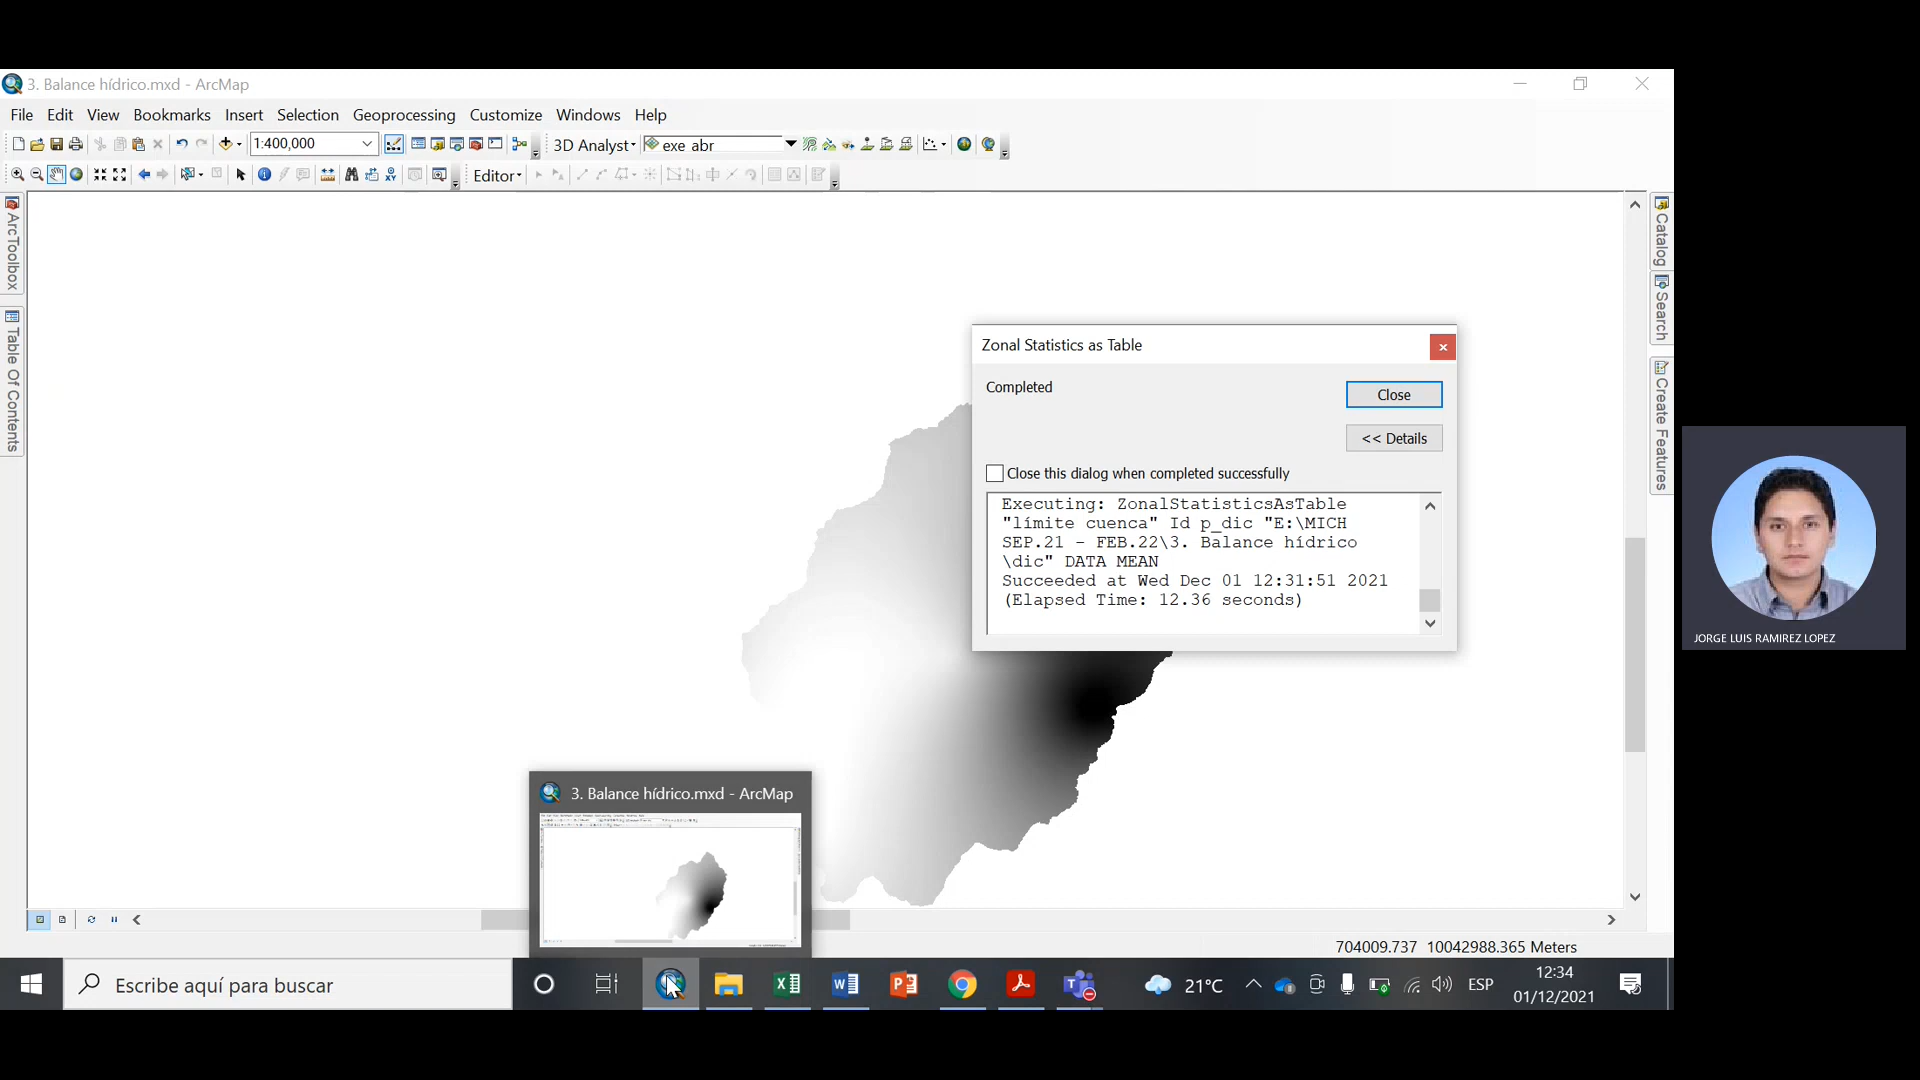 3. Balance hídrico.mxd - ArcMap
File Edit View Bookmarks Insert Selection Geoprocessing Customize Windows Help
1:400,000
3D Analyst
exe abr
Editor
ArcToolbox
Table Of Contents
Catalog
Search
Create Features
Zonal Statistics as Table
Completed
Close
<< Details
Close this dialog when completed successfully
Executing: ZonalStatisticsAsTable
"límite cuenca" Id p_dic "E:\MICH
SEP.21 - FEB.22\3. Balance hídrico
\dic" DATA MEAN
Succeeded at Wed Dec 01 12:31:51 2021
(Elapsed Time: 12.36 seconds)
JORGE LUIS RAMIREZ LOPEZ
3. Balance hídrico.mxd - ArcMap
704009.737 10042988.365 Meters
Escribe aquí para buscar
21°C
ESP
12:34
01/12/2021